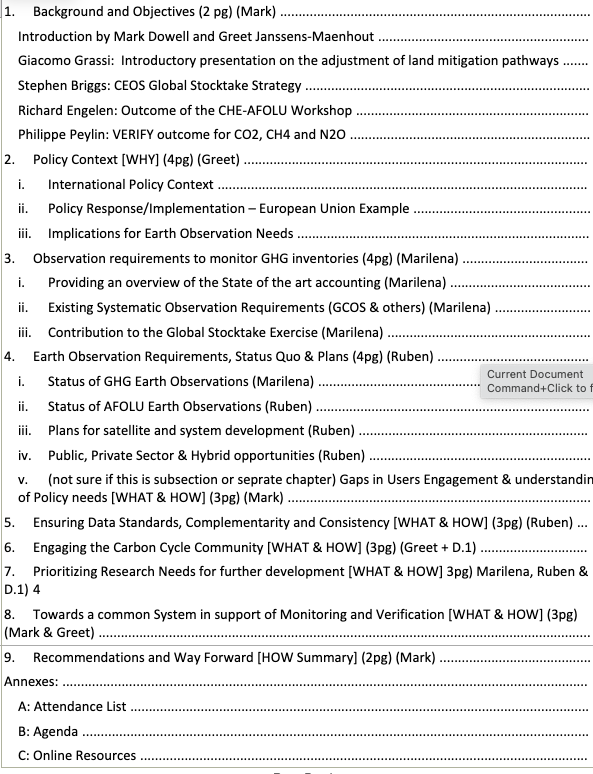 1. Background and Objectives (2 pg) (Mark) ................................................................
Introduction by Mark Dowell and Greet Janssens-Maenhout ................................................
Giacomo Grassi: Introductory presentation on the adjustment of land mitigation pathways .......
Stephen Briggs: CEOS Global Stocktake Strategy ................................................................
Richard Engelen: Outcome of the CHE-AFOLU Workshop ................................................
Philippe Peylin: VERIFY outcome for CO2, CH4 and N2O ................................................
2. Policy Context [WHY] (4pg) (Greet) ................................................................
i. International Policy Context ................................................................
ii. Policy Response/Implementation – European Union Example ................................
iii. Implications for Earth Observation Needs ................................................
3. Observation requirements to monitor GHG inventories (4pg) (Marilena) ................
i. Providing an overview of the State of the art accounting (Marilena) ................
ii. Existing Systematic Observation Requirements (GCOS & others) (Marilena) ................
iii. Contribution to the Global Stocktake Exercise (Marilena) ................................
4. Earth Observation Requirements, Status Quo & Plans (4pg) (Ruben) ................
i. Status of GHG Earth Observations (Marilena) ................................
Current Document
Command+Click to f
ii. Status of AFOLU Earth Observations (Ruben) ................................................
iii. Plans for satellite and system development (Ruben) ................................
iv. Public, Private Sector & Hybrid opportunities (Ruben) ................................
v. (not sure if this is subsection or seprate chapter) Gaps in Users Engagement & understandin
of Policy needs [WHAT & HOW] (3pg) (Mark) ................................................
5. Ensuring Data Standards, Complementarity and Consistency [WHAT & HOW] (3pg) (Ruben) ...
6. Engaging the Carbon Cycle Community [WHAT & HOW] (3pg) (Greet + D.1) ................
7. Prioritizing Research Needs for further development [WHAT & HOW] 3pg) Marilena, Ruben &
D.1) 4
8. Towards a common System in support of Monitoring and Verification [WHAT & HOW] (3pg)
(Mark & Greet) ................................................................
9. Recommendations and Way Forward [HOW Summary] (2pg) (Mark) ................
Annexes: ................................................................
A: Attendance List ................................................................
B: Agenda ................................................................
C: Online Resources ................................................................